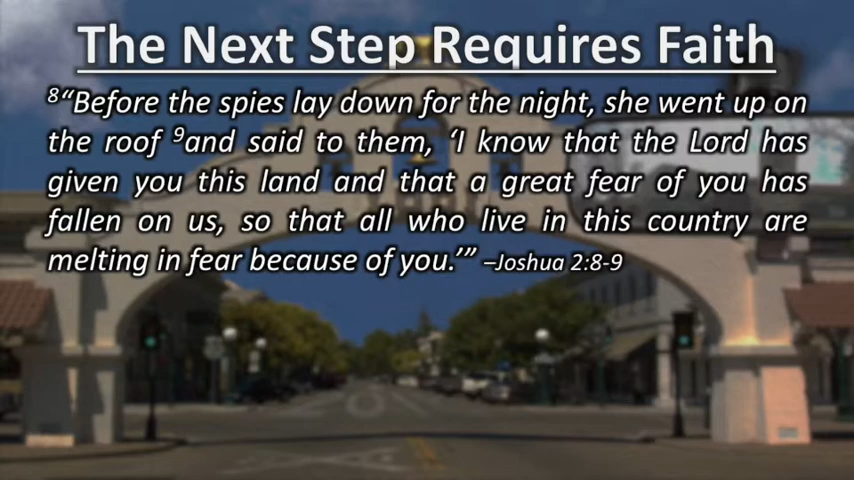 The Next Step Requires Faith
⁸“Before the spies lay down for the night, she went up on
the roof ⁹and said to them, ‘I know that the Lord has
given you this land and that a great fear of you has
fallen on us, so that all who live in this country are
melting in fear because of you.’” –Joshua 2:8-9